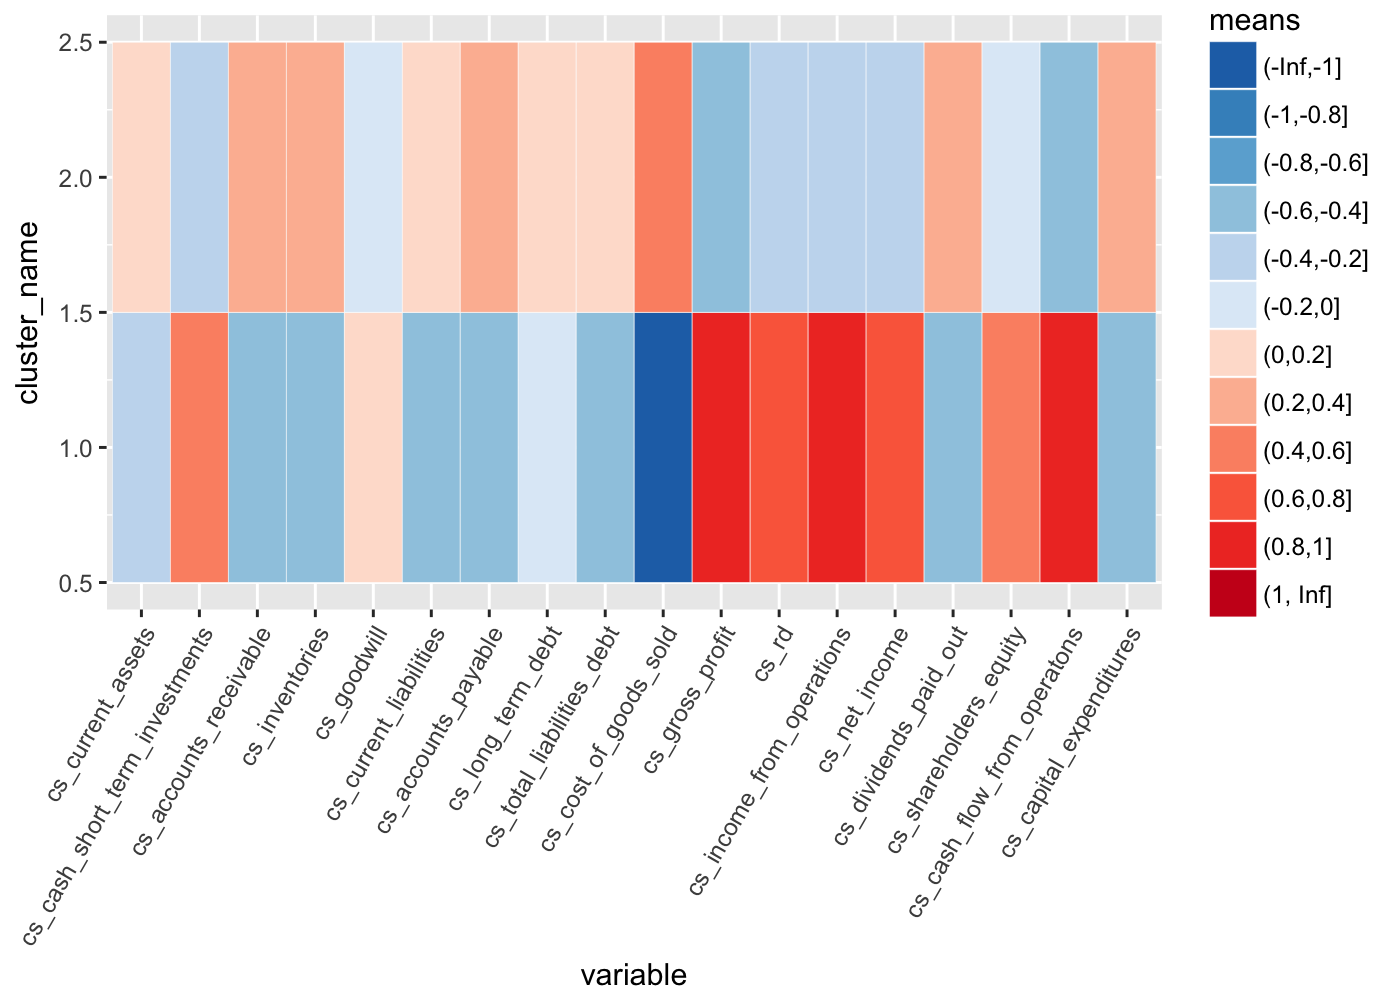 means
(-Inf,-1]
(-1,-0.8]
(-0.8,-0.6]
(-0.6,-0.4]
(-0.4,-0.2]
(-0.2,0]
(0,0.2]
(0.2,0.4]
(0.4,0.6]
(0.6,0.8]
(0.8,1]
(1, Inf]
cluster_name
2.5
2.0
1.5
1.0
0.5
cs_current_assets
cs_cash_short_term_investments
cs_accounts_receivable
cs_inventories
cs_goodwill
cs_current_liabilities
cs_accounts_payable
cs_long_term_debt
cs_total_liabilities_debt
cs_cost_of_goods_sold
cs_gross_profit
cs_rd
cs_income_from_operations
cs_net_income
cs_dividends_paid_out
cs_shareholders_equity
cs_cash_flow_from_operatons
cs_capital_expenditures
variable